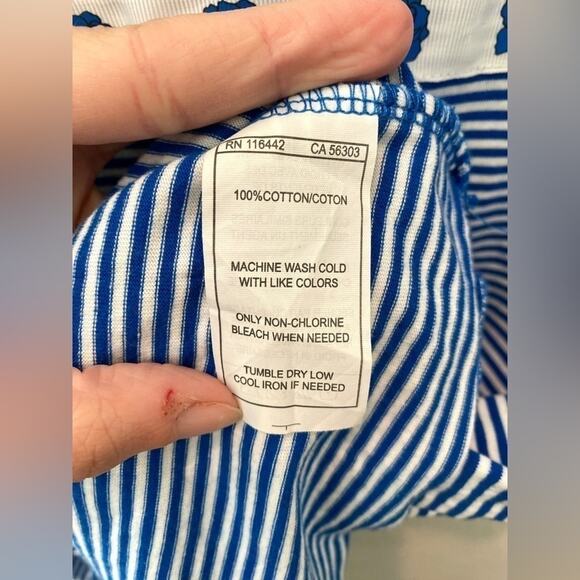 RN 116442 CA 56303
100%COTTON/COTON
MACHINE WASH COLD
WITH LIKE COLORS
ONLY NON-CHLORINE
BLEACH WHEN NEEDED
TUMBLE DRY LOW
COOL IRON IF NEEDED